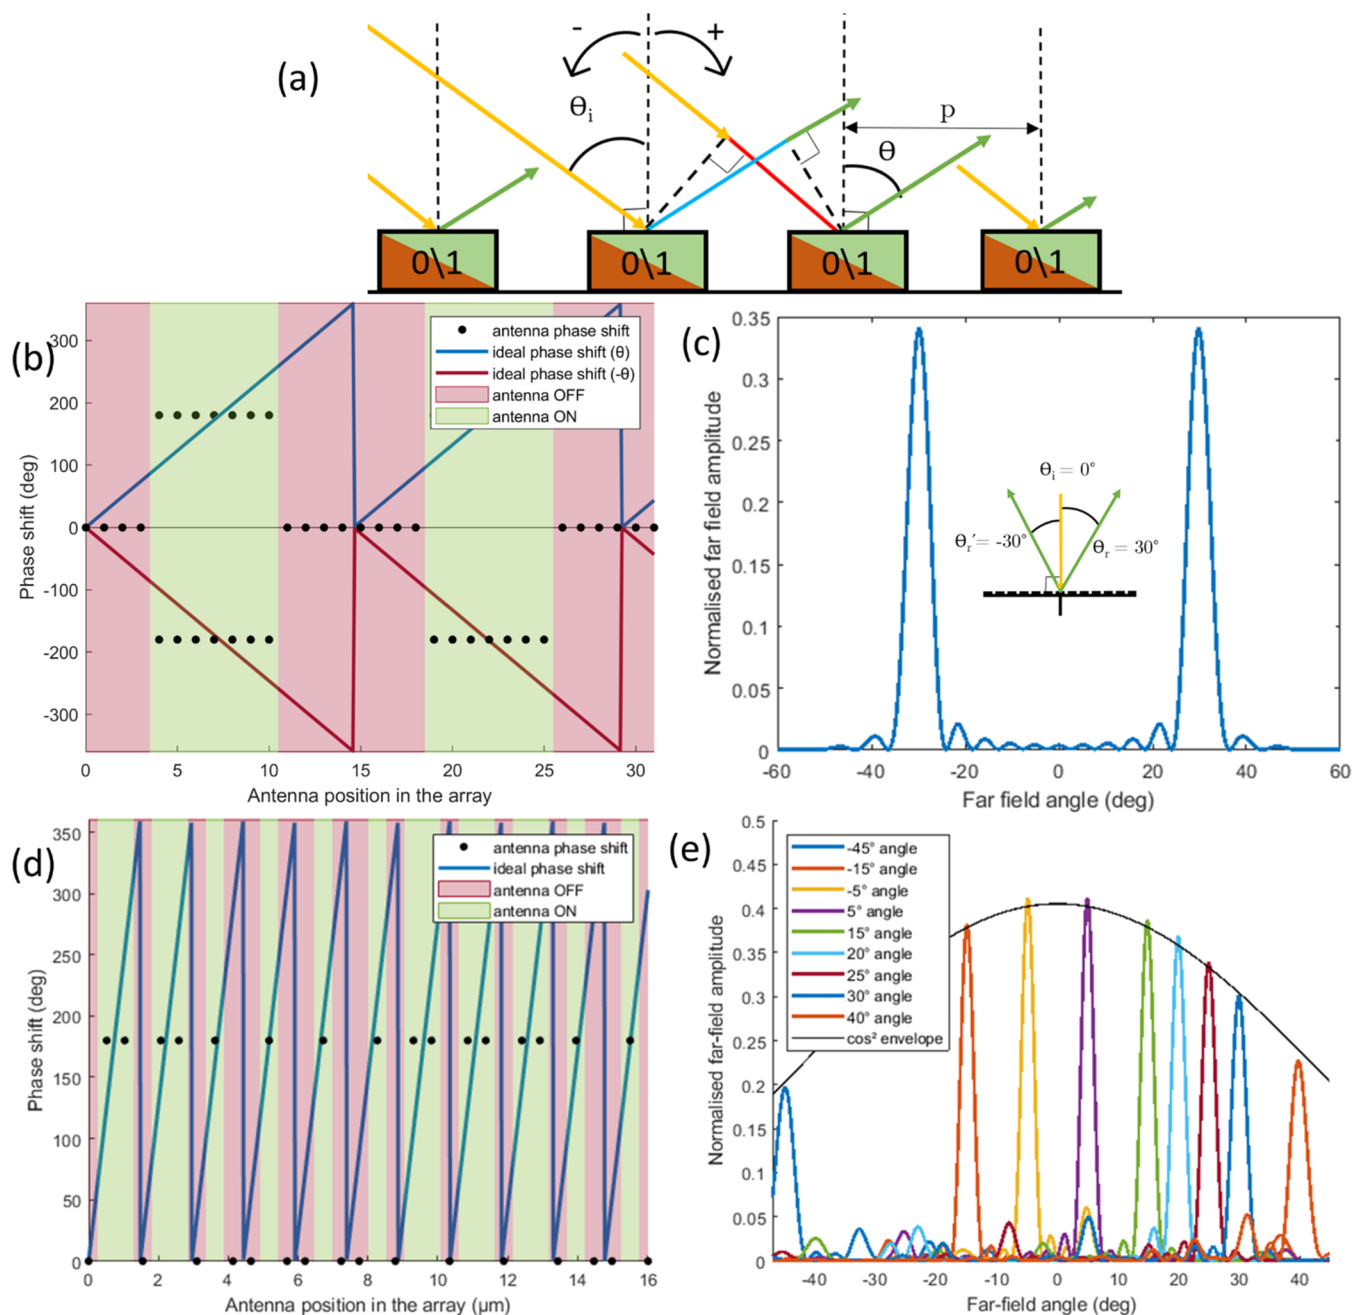 (a)
-
+
θi
θ
p
0\1
0\1
0\1
0\1
(b)
300
200
100
0
-100
-200
-300
Phase shift (deg)
antenna phase shift
ideal phase shift (θ)
ideal phase shift (-θ)
antenna OFF
antenna ON
0
5
10
15
20
25
30
Antenna position in the array
(c)
0.35
0.3
0.25
0.2
0.15
0.1
0.05
0
Normalised far field amplitude
θi = 0°
θr´= -30°
θr = 30°
-60
-40
-20
0
20
40
60
Far field angle (deg)
(d)
350
300
250
200
150
100
50
0
Phase shift (deg)
antenna phase shift
ideal phase shift
antenna OFF
antenna ON
0
2
4
6
8
10
12
14
16
Antenna position in the array (μm)
(e)
0.5
0.45
0.4
0.35
0.3
0.25
0.2
0.15
0.1
0.05
0
Normalised far-field amplitude
-45° angle
-15° angle
-5° angle
5° angle
15° angle
20° angle
25° angle
30° angle
40° angle
cos² envelope
-40
-30
-20
-10
0
10
20
30
40
Far-field angle (deg)